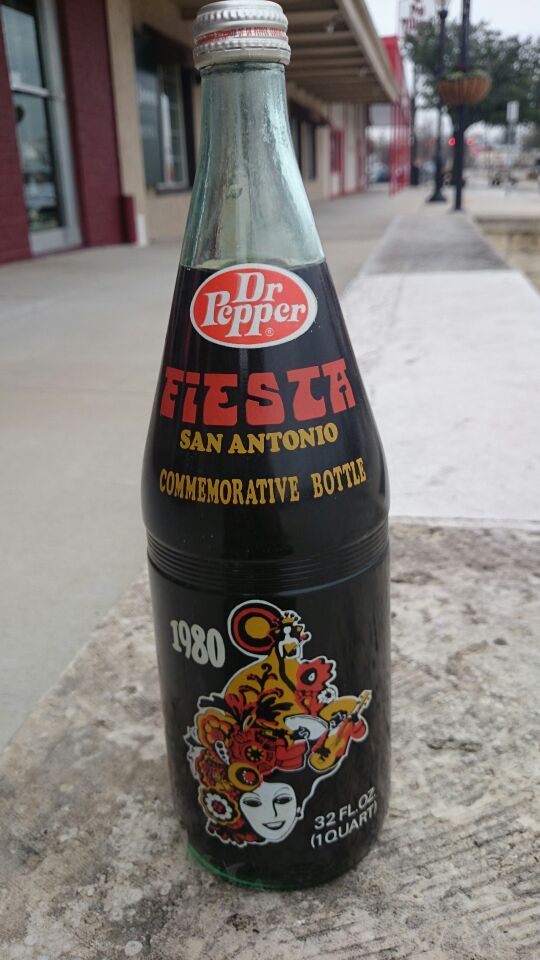 Dr
Pepper®
FIESTA
SAN ANTONIO
COMMEMORATIVE BOTTLE
1980
32 FL. OZ.
(1 QUART)